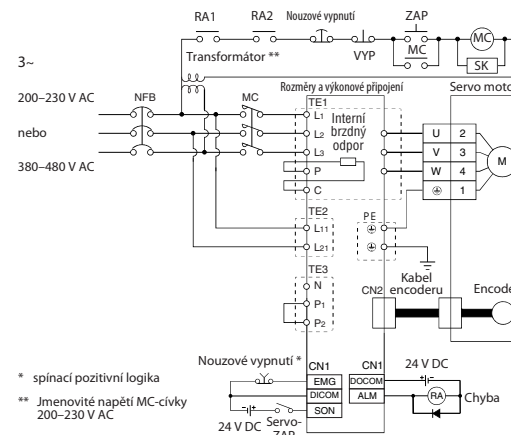 RA1 RA2 Nouzové vypnutí ZAP
MC
VYP MC SK
Transformátor **
3~
Rozměry a výkonové připojení Servo moto
200–230 V AC NFB MC TE1
L1 Interní brzdný odpor
nebo L2 U 2
L3 V 3 M
380–480 V AC P W 4
C 1
TE2 PE
L11
L21
TE3 Kabel encoderu Encode
N CN2
P1
P2
Nouzové vypnutí * CN1 CN1 24 V DC
* spínací pozitivní logika EMG DOCOM
DICOM ALM RA Chyba
** Jmenovité napětí MC-cívky SON
200–230 V AC 24 V DC Servo-
ZAP